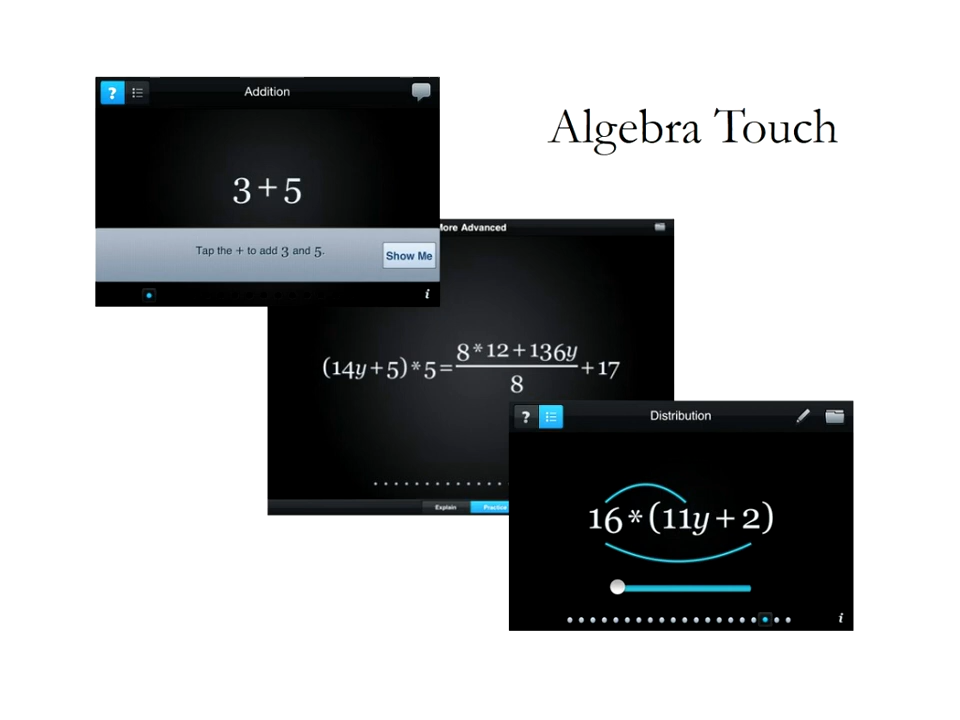 Algebra Touch
?
Addition
3+5
Tap the + to add 3 and 5.
Show Me
i
More Advanced
(14y+5)*5=
8*12+136y
8
+17
Explain
Practice
?
Distribution
16*(11y+2)
i